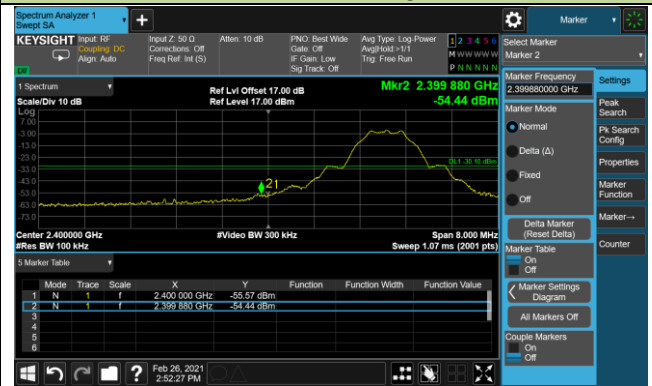 Spectrum Analyzer 1
Swept SA
+
Marker
KEYSIGHT
Input: RF
Coupling: DC
Align: Auto
Input Z: 50 Ω
Corrections: Off
Freq Ref: Int (S)
Atten: 10 dB
PNO: Best Wide
Gate: Off
IF Gain: Low
Sig Track: Off
Avg Type: Log-Power
Avg|Hold:>1/1
Trig: Free Run
1 2 3 4 5 6
M W W W W W
P N N N N N
LXI
Select Marker
Marker 2
1 Spectrum
Scale/Div 10 dB
Ref Lvl Offset 17.00 dB
Ref Level 17.00 dBm
Mkr2 2.399 880 GHz
-54.44 dBm
Log
7.00
-3.00
-13.0
-23.0
-33.0
-43.0
-53.0
-63.0
-73.0
DL1 -30.10 dBm
21
Center 2.400000 GHz
#Res BW 100 kHz
#Video BW 300 kHz
Span 8.000 MHz
Sweep 1.07 ms (2001 pts)
5 Marker Table
Mode Trace Scale X Y Function Function Width Function Value
1 N 1 f 2.400 000 GHz -55.57 dBm
2 N 1 f 2.399 880 GHz -54.44 dBm
3
4
5
6
Marker Frequency
2.399880000 GHz
Marker Mode
Normal
Delta (Δ)
Fixed
Off
Delta Marker
(Reset Delta)
Marker Table
On
Off
Marker Settings
Diagram
All Markers Off
Couple Markers
On
Off
Settings
Peak
Search
Pk Search
Config
Properties
Marker
Function
Marker→
Counter
?
Feb 26, 2021
2:52:27 PM